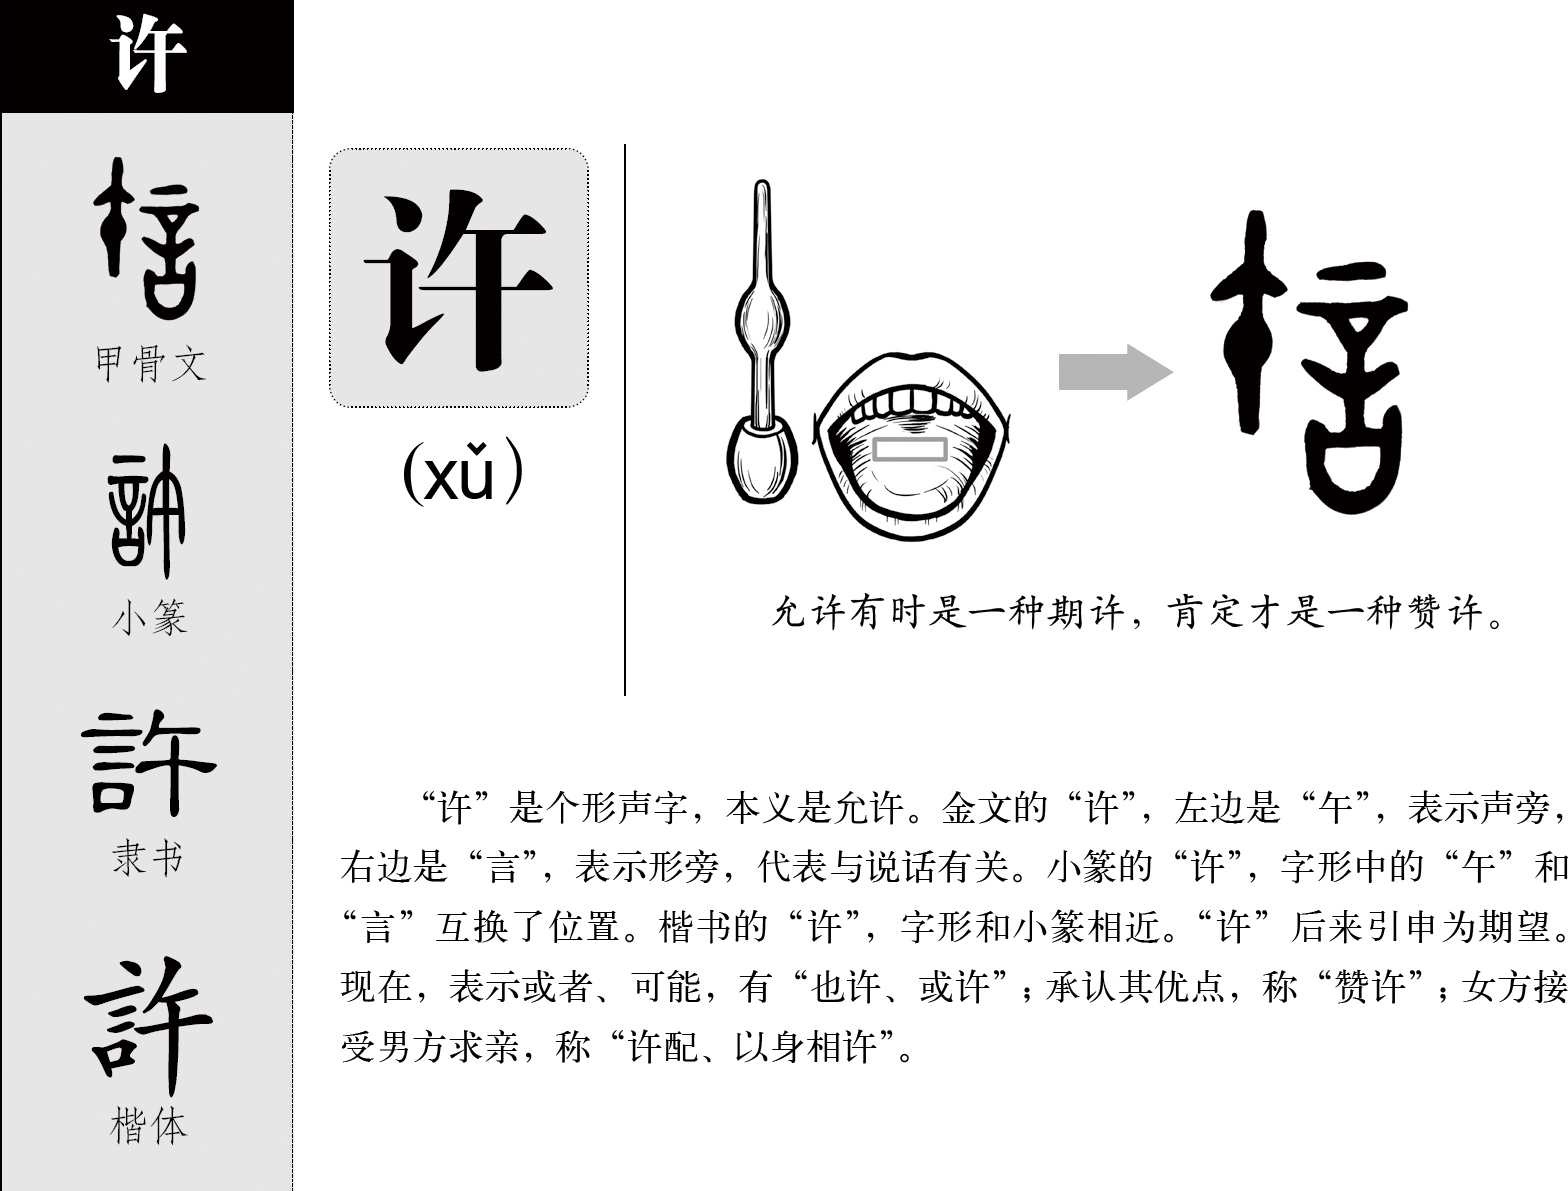 许
甲骨文
小篆
隶书
楷体
许
(xǔ)
允许有时是一种期许，肯定才是一种赞许。
“许”是个形声字，本义是允许。金文的“许”，左边是“午”，表示声旁，
右边是“言”，表示形旁，代表与说话有关。小篆的“许”，字形中的“午”和
“言”互换了位置。楷书的“许”，字形和小篆相近。“许”后来引申为期望。
现在，表示或者、可能，有“也许、或许”；承认其优点，称“赞许”；女方接
受男方求亲，称“许配、以身相许”。